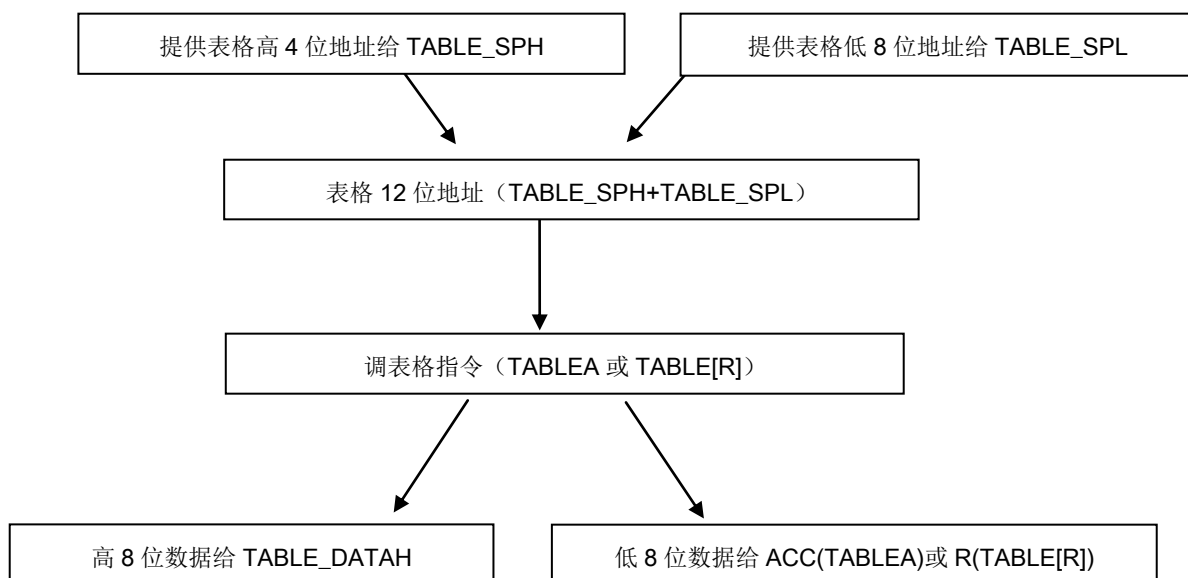 提供表格高 4 位地址给 TABLE_SPH
提供表格低 8 位地址给 TABLE_SPL
表格 12 位地址（TABLE_SPH+TABLE_SPL）
调表格指令（TABLEA 或 TABLE[R]）
高 8 位数据给 TABLE_DATAH
低 8 位数据给 ACC(TABLEA)或 R(TABLE[R])